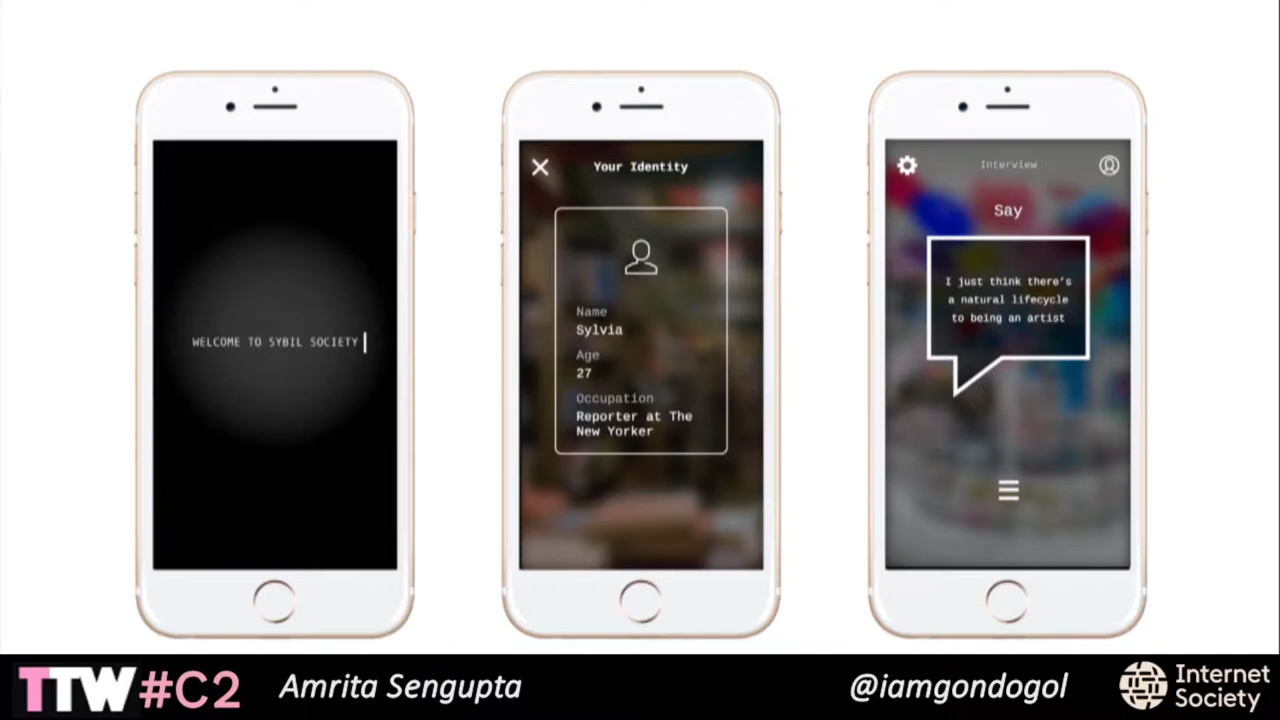 WELCOME TO SYBIL SOCIETY
Your Identity
Name
Sylvia
Age
27
Occupation
Reporter at The
New Yorker
Interview
Say
I just think there's
a natural lifecycle
to being an artist
TTW#C2
Amrita Sengupta
@iamgondogol
Internet
Society